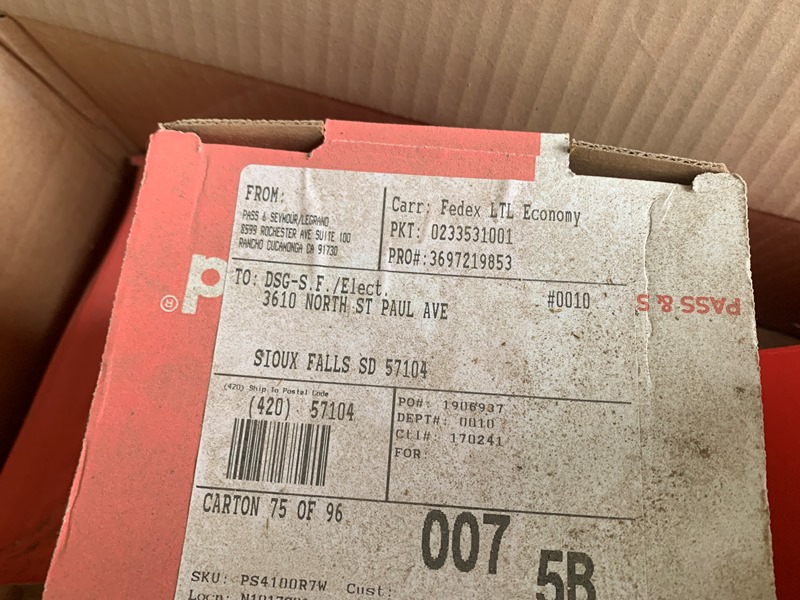 FROM:
PASS & SEYMOUR/LEGRAND
8599 ROCHESTER AVE SUITE 100
RANCHO CUCAMONGA CA 91730
Carr: Fedex LTL Economy
PKT: 0233531001
PRO#:3697219853
TO: DSG-S.F./Elect
3610 NORTH ST PAUL AVE
#0010
SIOUX FALLS SD 57104
(420) Ship To Postal Code
(420) 57104
PO#: 1906937
DEPT#: 0010
Ctl#: 170241
FOR:
CARTON 75 OF 96
007
5B
SKU: PS4100R7W Cust:
Locn:
PASS & S
p
®